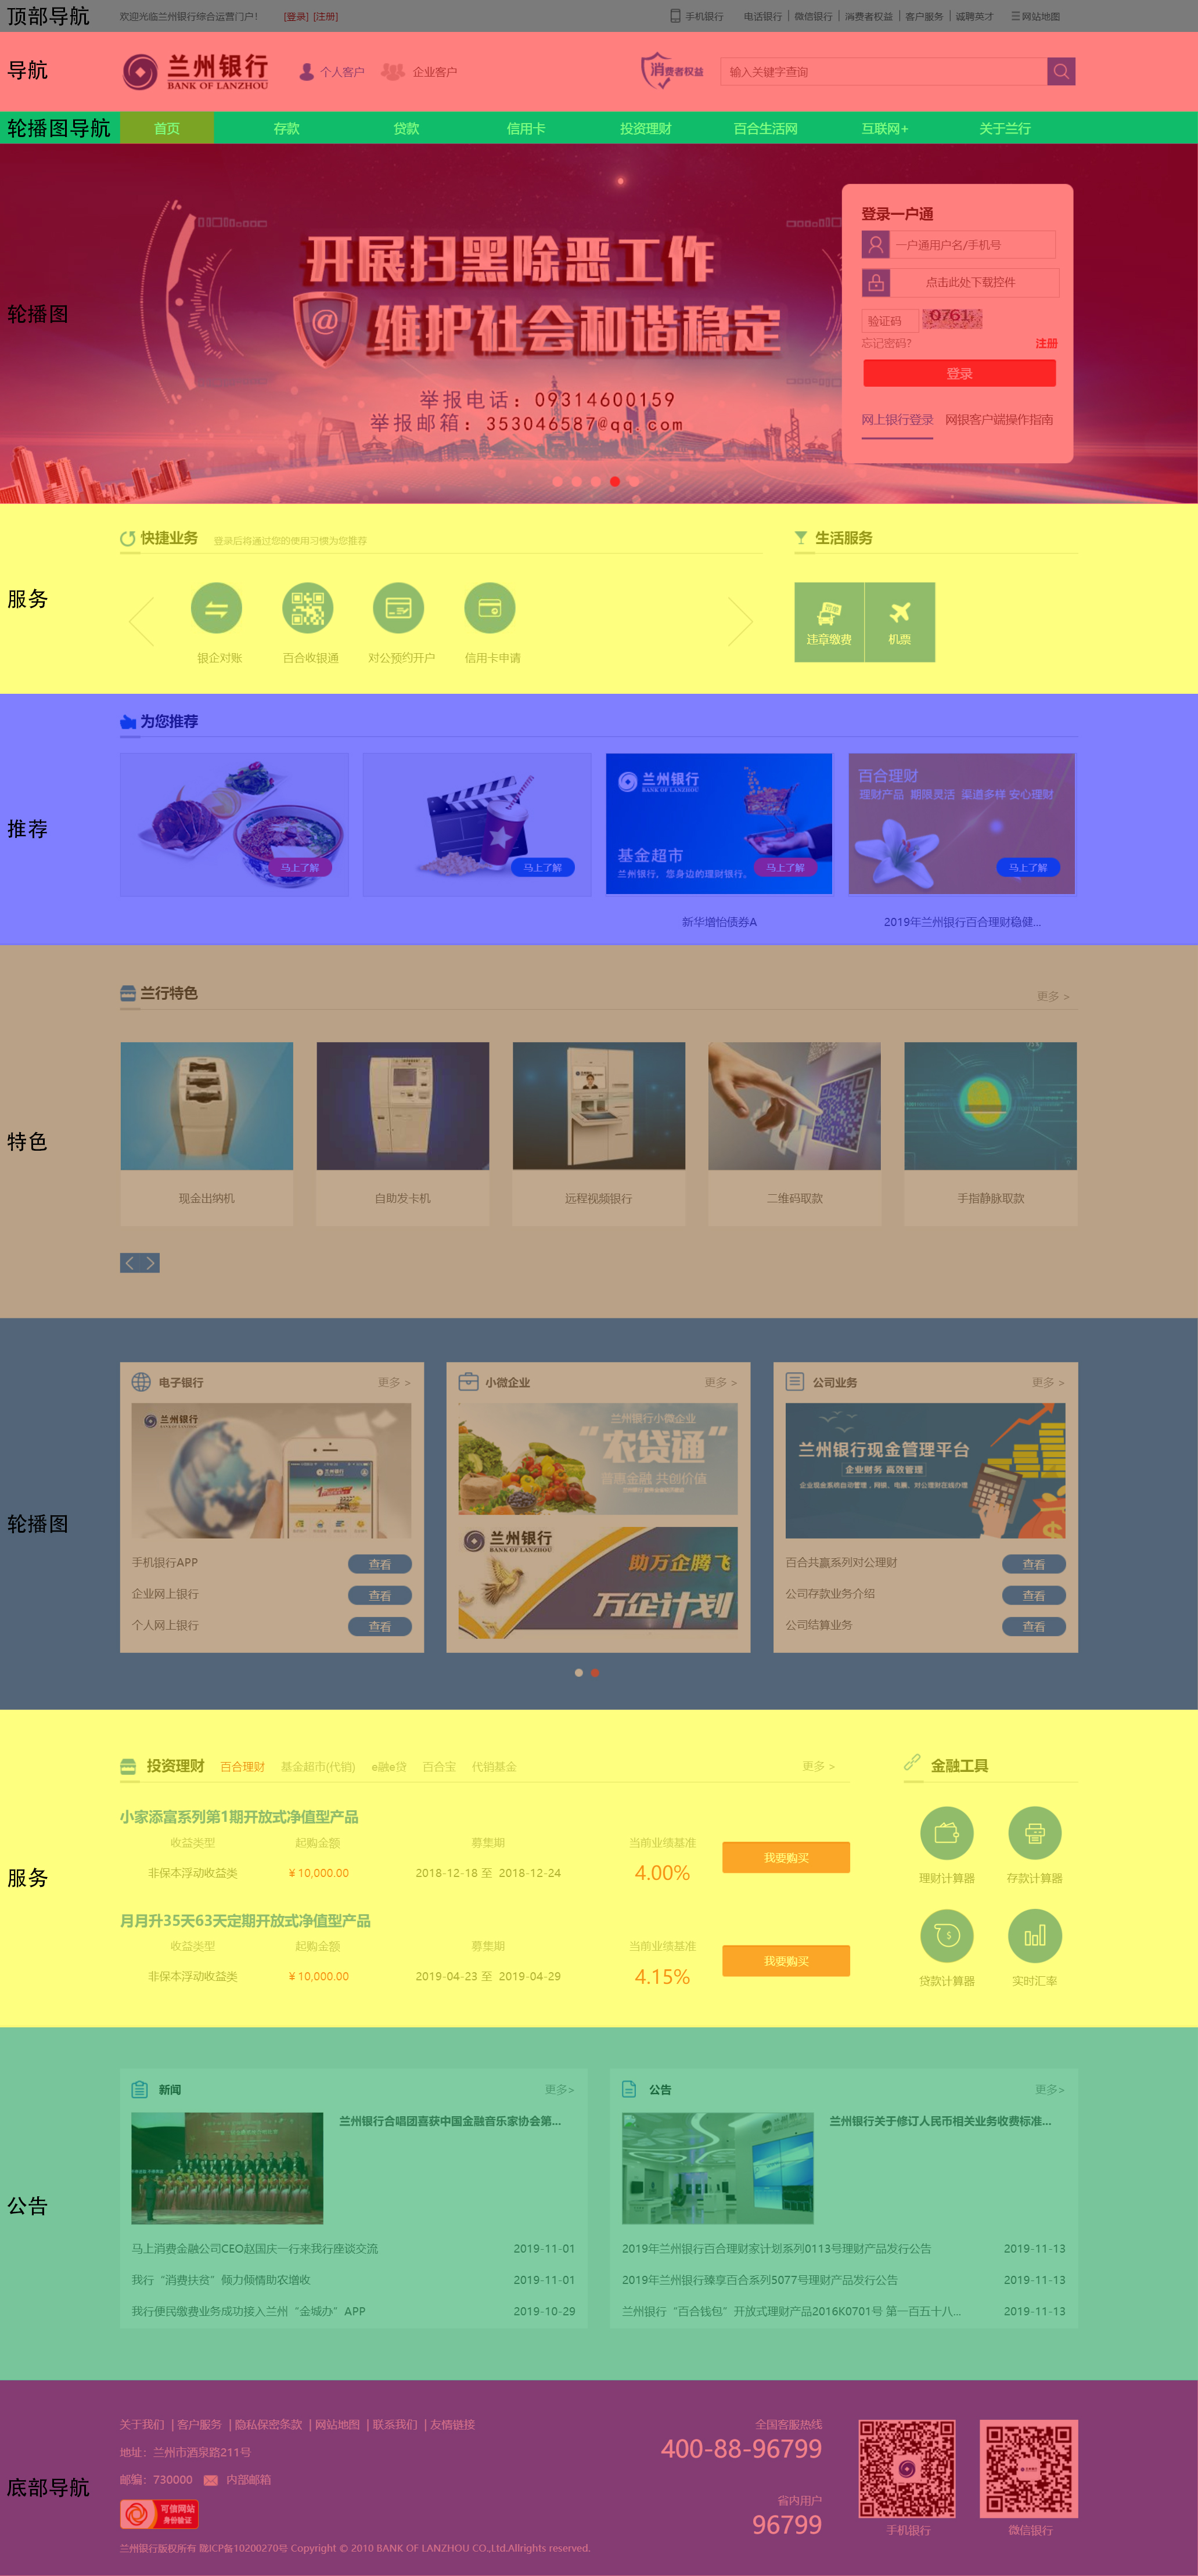 顶部导航
欢迎光临兰州银行综合运营门户! [登录] [注册] 手机银行 电话银行 | 微信银行 | 消费者权益 | 客户服务 | 诚聘英才 网站地图
导航
兰州银行
BANK OF LANZHOU
个人客户 企业客户
消费者权益
输入关键字查询
轮播图导航
首页 存款 贷款 信用卡 投资理财 百合生活网 互联网+ 关于兰行
轮播图
开展扫黑除恶工作
维护社会和谐稳定
举报电话：09314600159
举报邮箱：353046587@qq.com
登录一户通
一户通用户名/手机号
点击此处下载控件
验证码 0761
忘记密码? 注册
登录
网上银行登录 网银客户端操作指南
服务
快捷业务 登录后将通过您的使用习惯为您推荐
银企对账 百合收银通 对公预约开户 信用卡申请
生活服务
违章缴费 机票
推荐
为您推荐
马上了解
马上了解
兰州银行
BANK OF LANZHOU
基金超市
兰州银行，您身边的理财银行。
马上了解
百合理财
理财产品 期限灵活 渠道多样 安心理财
马上了解
新华增怡债券A 2019年兰州银行百合理财稳健...
特色
兰行特色 更多 >
现金出纳机 自助发卡机 远程视频银行 二维码取款 手指静脉取款
轮播图
电子银行 更多 >
兰州银行
手机银行APP 查看
企业网上银行 查看
个人网上银行 查看
小微企业 更多 >
兰州银行小微企业
“农贷通”
普惠金融 共创价值
兰州银行
BANK OF LANZHOU
助万企腾飞
万企计划
公司业务 更多 >
兰州银行现金管理平台
企业财务 高效管理
百合共赢系列对公理财 查看
公司存款业务介绍 查看
公司结算业务 查看
服务
投资理财 百合理财 基金超市(代销) e融e贷 百合宝 代销基金 更多 >
小家添富系列第1期开放式净值型产品
收益类型 起购金额 募集期 当前业绩基准
非保本浮动收益类 ¥ 10,000.00 2018-12-18 至 2018-12-24 4.00% 我要购买
月月升35天63天定期开放式净值型产品
收益类型 起购金额 募集期 当前业绩基准
非保本浮动收益类 ¥ 10,000.00 2019-04-23 至 2019-04-29 4.15% 我要购买
金融工具
理财计算器 存款计算器
贷款计算器 实时汇率
公告
新闻 更多>
兰州银行合唱团喜获中国金融音乐家协会第...
马上消费金融公司CEO赵国庆一行来我行座谈交流 2019-11-01
我行“消费扶贫”倾力倾情助农增收 2019-11-01
我行便民缴费业务成功接入兰州“金城办”APP 2019-10-29
公告 更多>
兰州银行关于修订人民币相关业务收费标准...
2019年兰州银行百合理财家计划系列0113号理财产品发行公告 2019-11-13
2019年兰州银行臻享百合系列5077号理财产品发行公告 2019-11-13
兰州银行“百合钱包”开放式理财产品2016K0701号 第一百五十八... 2019-11-13
底部导航
关于我们 | 客户服务 | 隐私保密条款 | 网站地图 | 联系我们 | 友情链接
地址：兰州市酒泉路211号
邮编：730000 内部邮箱
可信网站
身份验证
兰州银行版权所有 陇ICP备10200270号 Copyright © 2010 BANK OF LANZHOU CO.,Ltd.Allrights reserved.
全国客服热线
400-88-96799
省内用户
96799
手机银行 微信银行